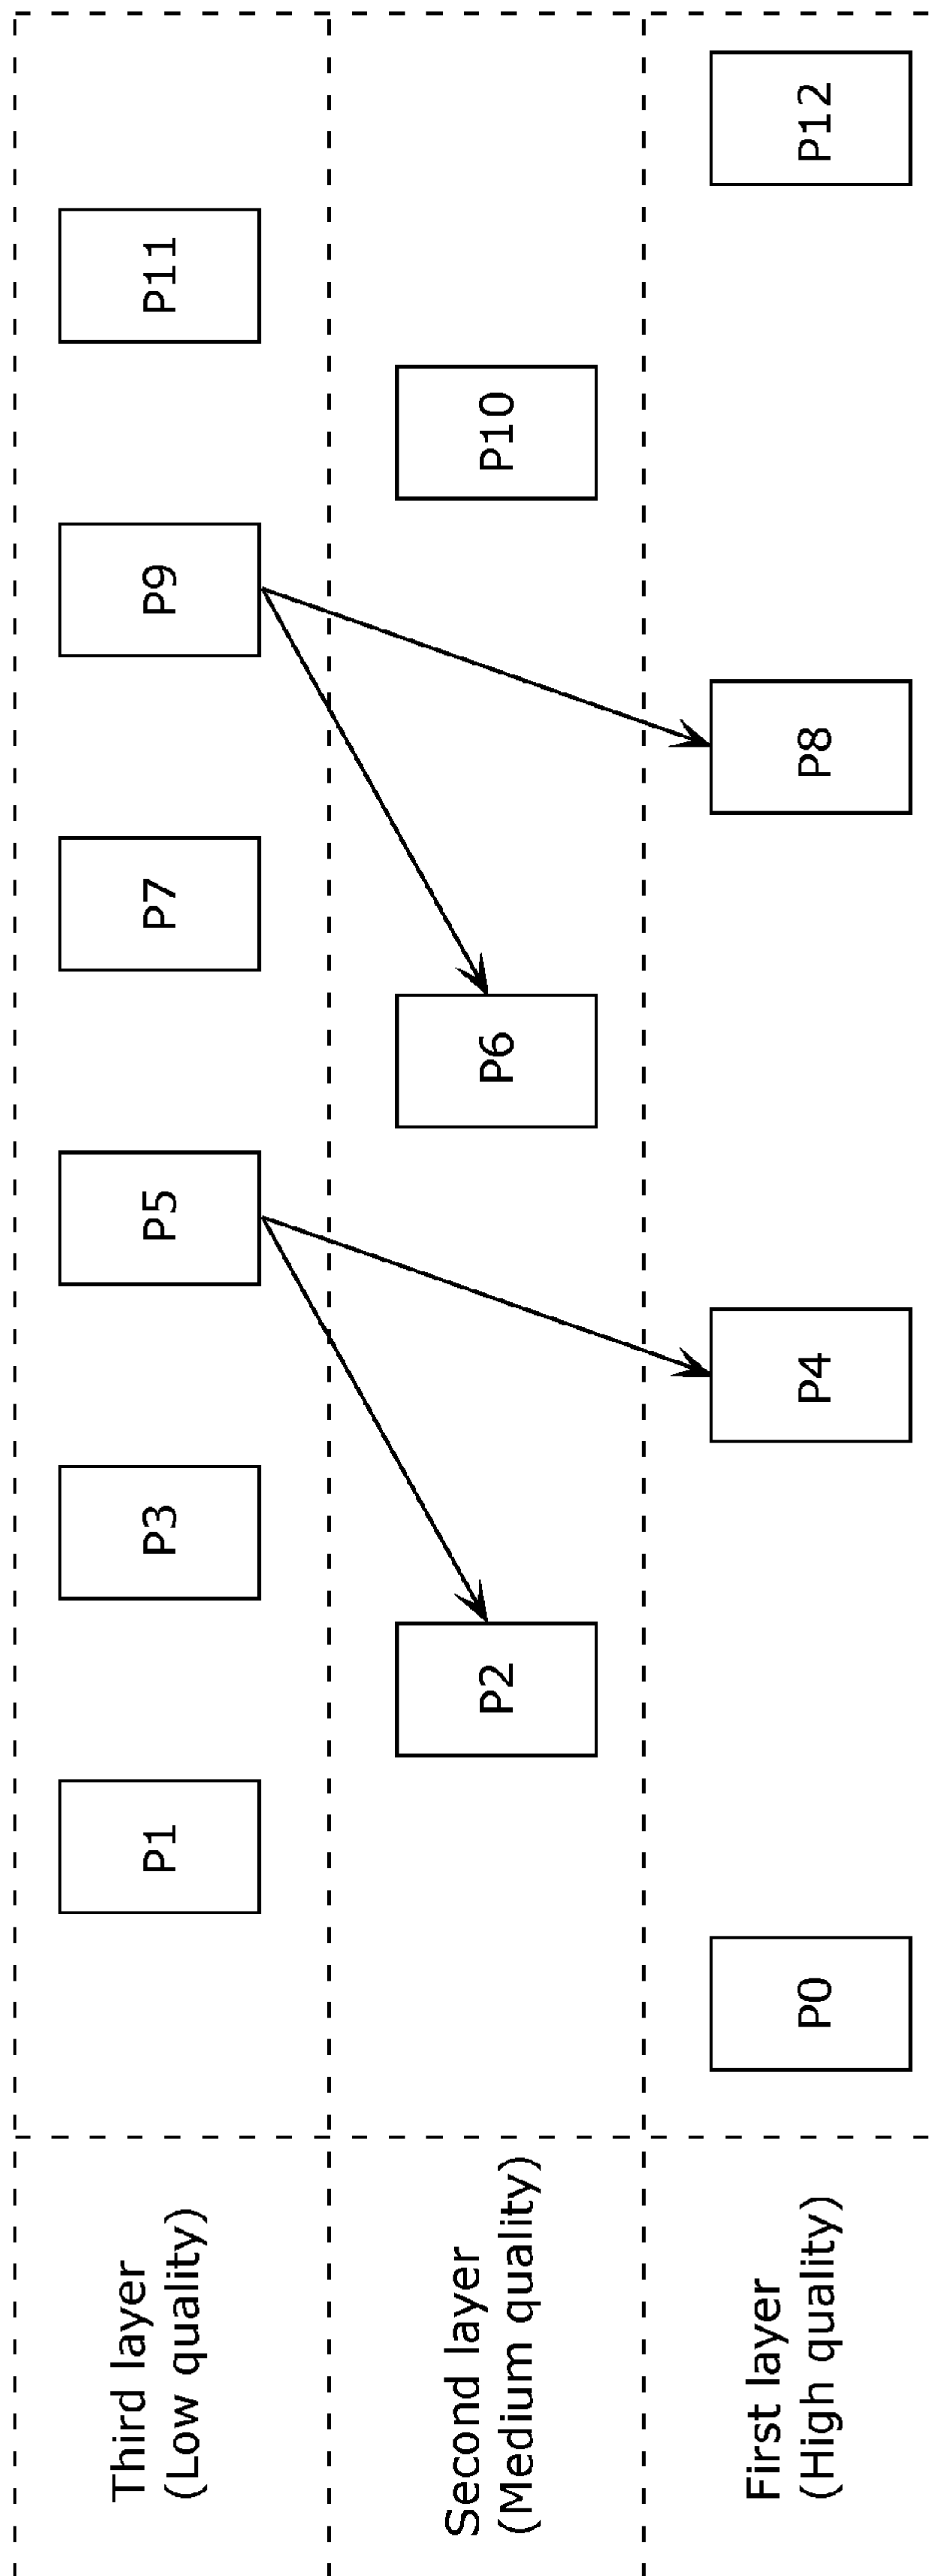 Third layer
(Low quality)
P1
P3
P5
P7
P9
P11
Second layer
(Medium quality)
P2
P6
P10
First layer
(High quality)
P0
P4
P8
P12